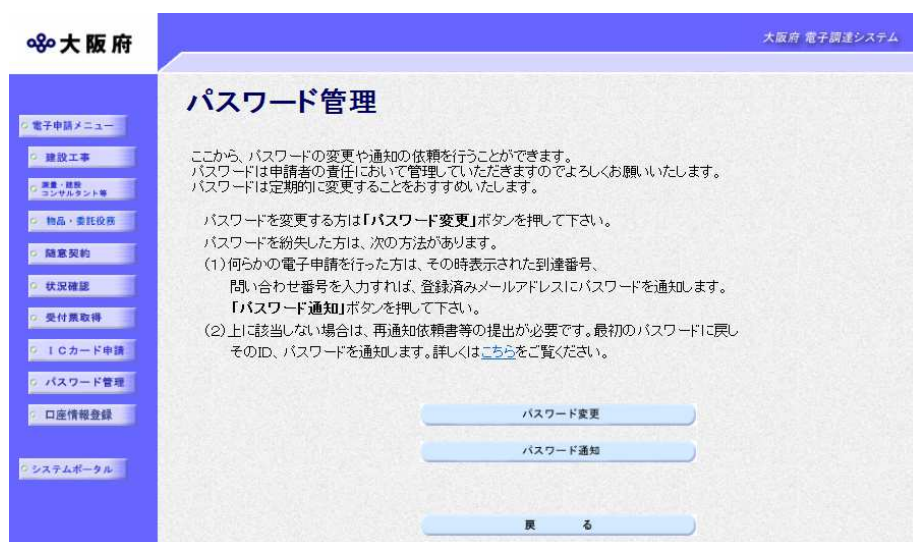 大阪府
大阪府 電子調達システム
パスワード管理
電子申請メニュー
建設工事
測量・建設
コンサルタント等
物品・委託役務
随意契約
状況確認
受付票取得
ICカード申請
パスワード管理
口座情報登録
システムポータル
ここから、パスワードの変更や通知の依頼を行うことができます。
パスワードは申請者の責任において管理していただきますのでよろしくお願いいたします。
パスワードは定期的に変更することをおすすめいたします。
パスワードを変更する方は「パスワード変更」ボタンを押して下さい。
パスワードを紛失した方は、次の方法があります。
(1)何らかの電子申請を行った方は、その時表示された到達番号、
問い合わせ番号を入力すれば、登録済みメールアドレスにパスワードを通知します。
「パスワード通知」ボタンを押して下さい。
(2)上に該当しない場合は、再通知依頼書等の提出が必要です。最初のパスワードに戻し
そのID、パスワードを通知します。詳しくはこちらをご覧ください。
パスワード変更
パスワード通知
戻 る